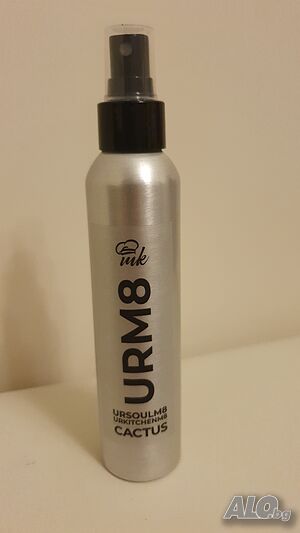 mk
URM8
URSOULM8
URKITCHENM8
CACTUS
ALO.bg